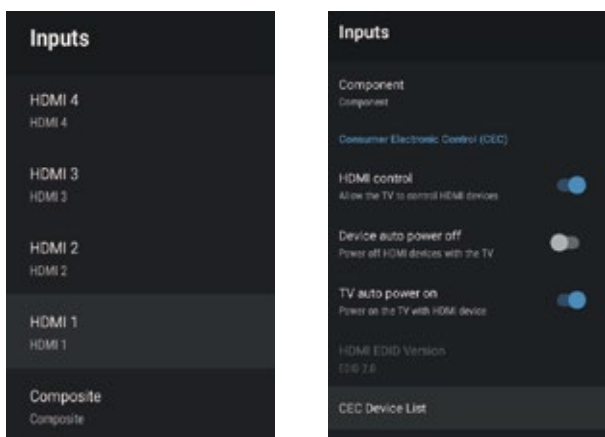 Inputs
HDMI 4
HDMI 4
HDMI 3
HDMI 3
HDMI 2
HDMI 2
HDMI 1
HDMI 1
Composite
Composite
Inputs
Component
Component
Consumer Electronic Control (CEC)
HDMI control
Allow the TV to control HDMI devices
Device auto power off
Power off HDMI devices with the TV
TV auto power on
Power on the TV with HDMI device
HDMI EDID Version
EDID 2.0
CEC Device List